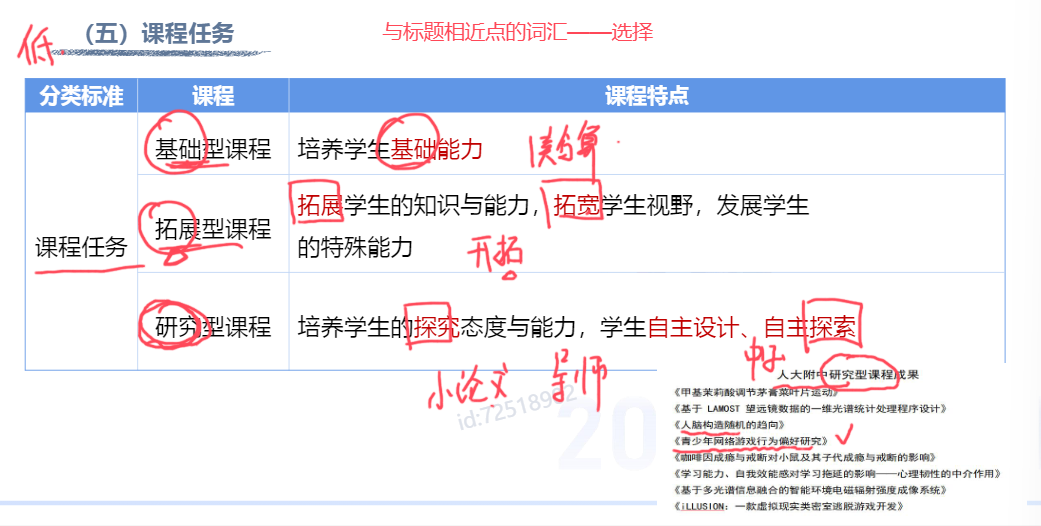 低
（五）课程任务
与标题相近点的词汇——选择
分类标准 课程 课程特点
课程任务
基础型课程 培养学生基础能力
读写算
拓展型课程 拓展学生的知识与能力，拓宽学生视野，发展学生
的特殊能力
开拓
研究型课程 培养学生的探究态度与能力，学生自主设计、自主探索
小论文 导师
人大附中研究型课程成果
《甲基茉莉酸调节茅膏菜叶片运动》
《基于 LAMOST 望远镜数据的一维光谱统计处理程序设计》
《人脑构造随机的趋向》
《青少年网络游戏行为偏好研究》
《咖啡因成瘾与戒断对小鼠及其子代成瘾与戒断的影响》
《学习能力、自我效能感对学习拖延的影响——心理韧性的中介作用》
《基于多光谱信息融合的智能环境电磁辐射强度成像系统》
《iLLUSION：一款虚拟现实类密室逃脱游戏开发》